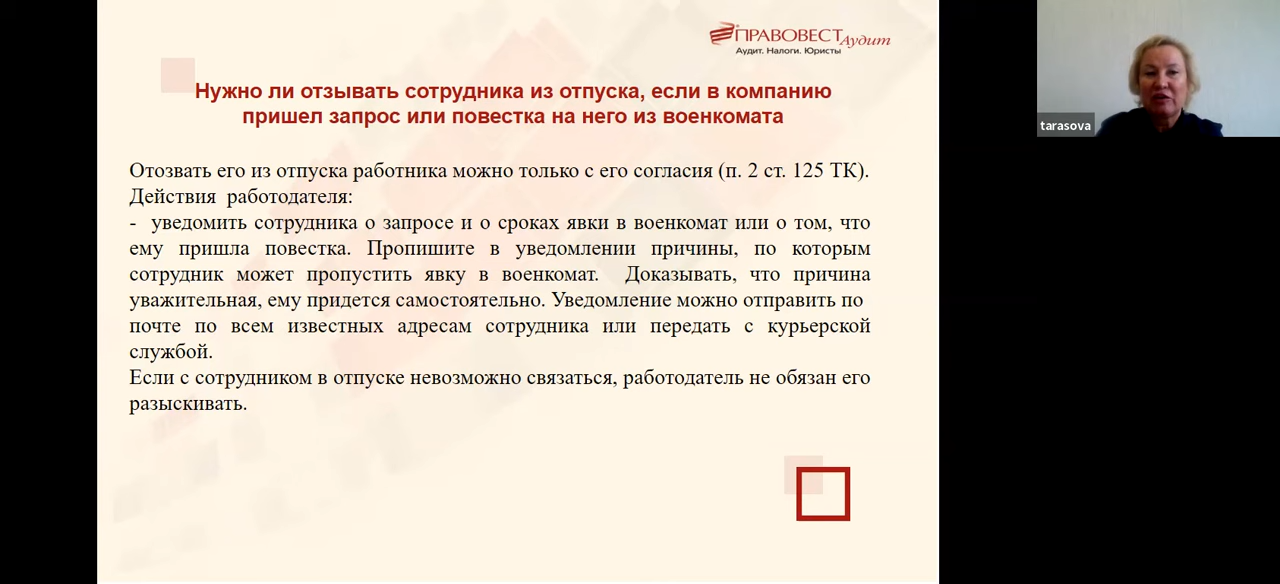 ПРАВОВЕСТ Аудит
Аудит. Налоги. Юристы
Нужно ли отзывать сотрудника из отпуска, если в компанию
пришел запрос или повестка на него из военкомата
Отозвать его из отпуска работника можно только с его согласия (п. 2 ст. 125 ТК).
Действия работодателя:
- уведомить сотрудника о запросе и о сроках явки в военкомат или о том, что
ему пришла повестка. Пропишите в уведомлении причины, по которым
сотрудник может пропустить явку в военкомат. Доказывать, что причина
уважительная, ему придется самостоятельно. Уведомление можно отправить по
почте по всем известных адресам сотрудника или передать с курьерской
службой.
Если с сотрудником в отпуске невозможно связаться, работодатель не обязан его
разыскивать.
tarasova